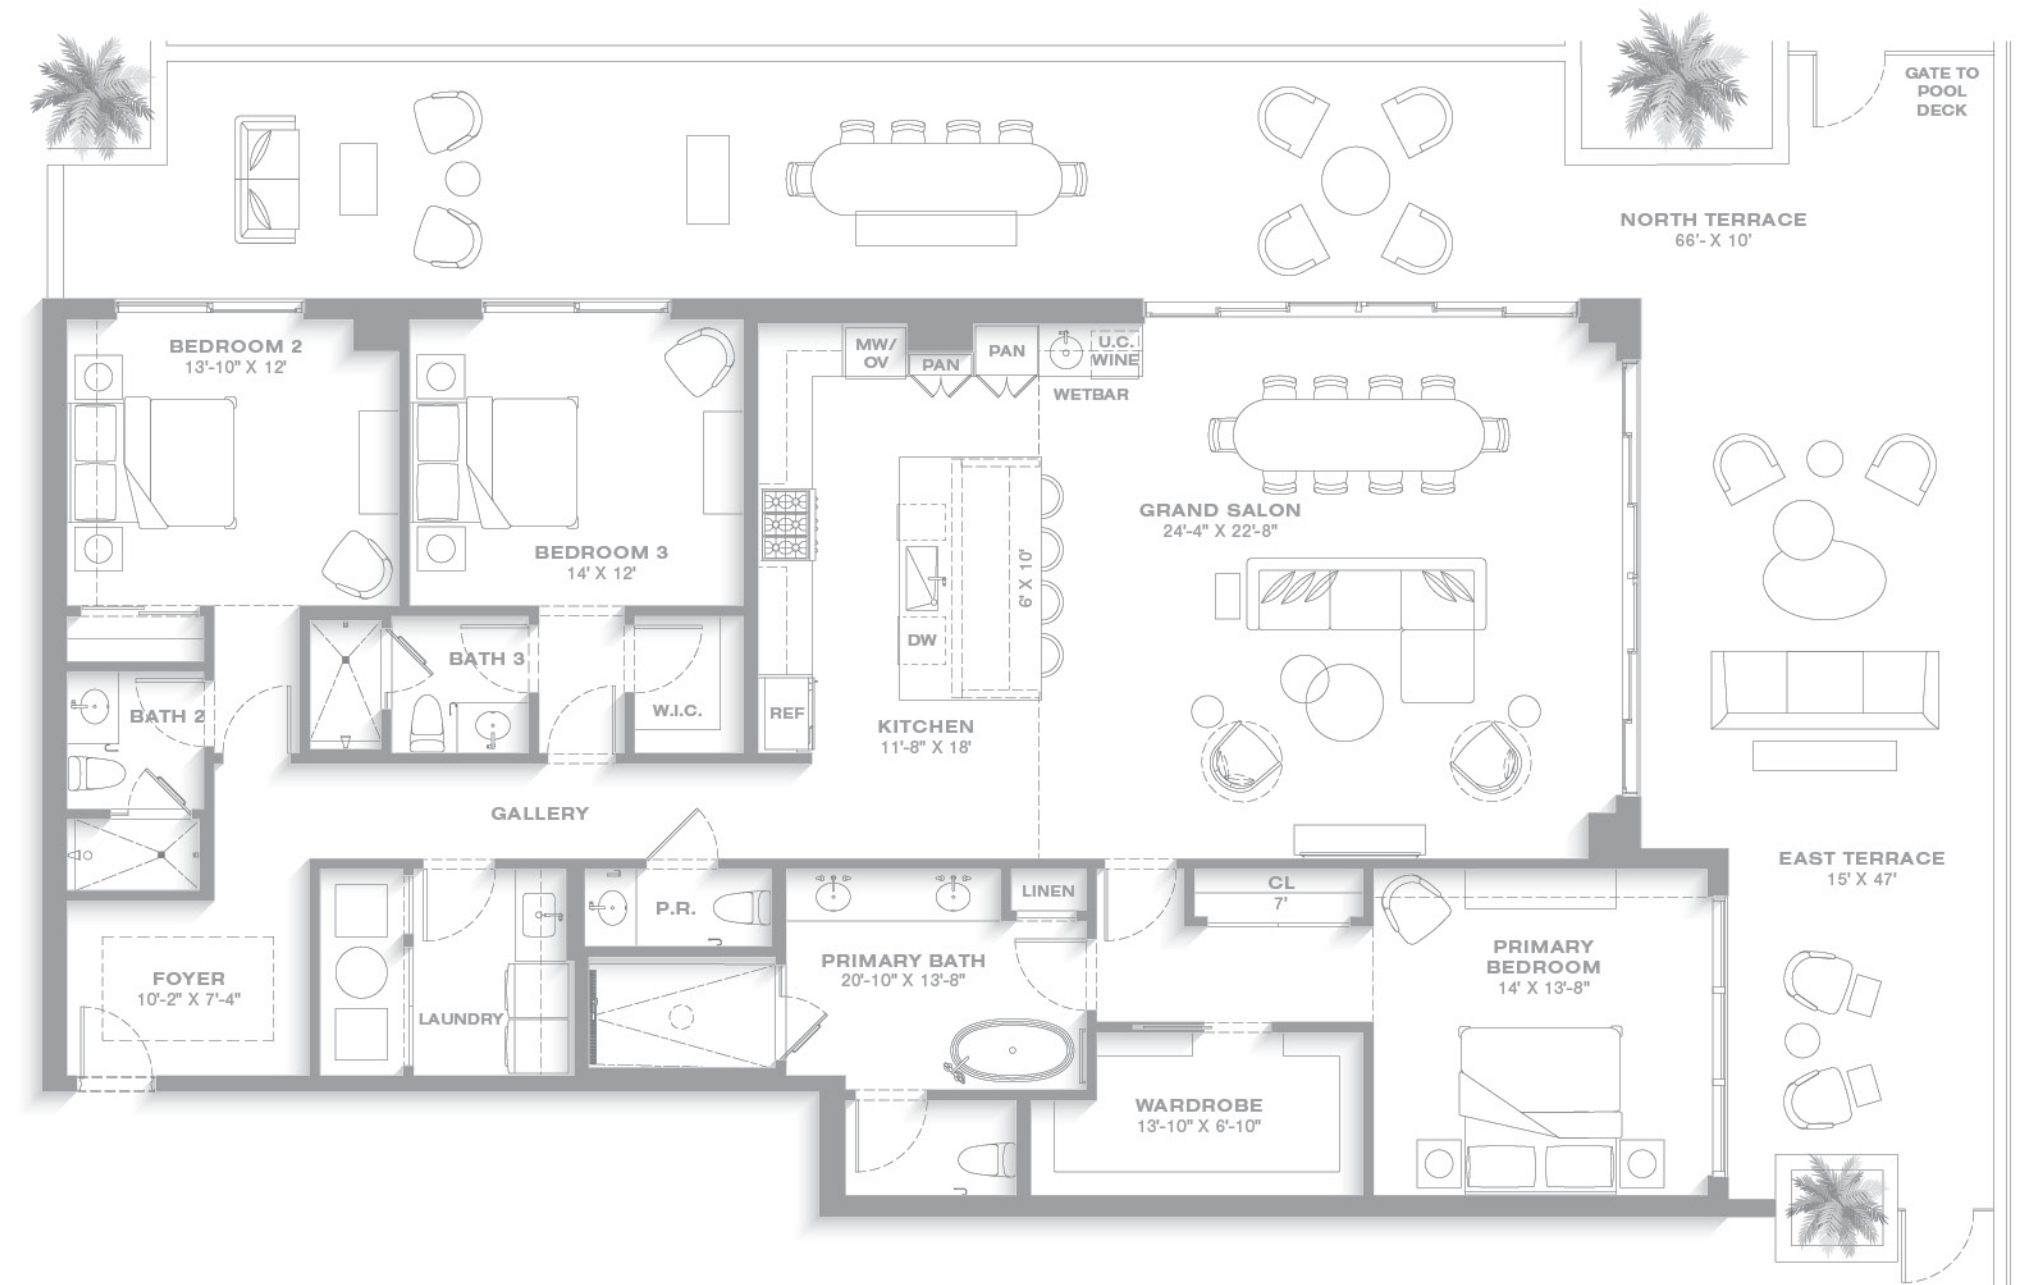 GATE TO
POOL
DECK
NORTH TERRACE
66'- X 10'
BEDROOM 2
13'-10" X 12'
MW/
OV
PAN
PAN
U.C.
WINE
WETBAR
GRAND SALON
24'-4" X 22'-8"
BEDROOM 3
14' X 12'
6' X 10'
DW
BATH 3
BATH 2
W.I.C.
REF
KITCHEN
11'-8" X 18'
GALLERY
EAST TERRACE
15' X 47'
LINEN
CL
7'
P.R.
PRIMARY BATH
20'-10" X 13'-8"
PRIMARY
BEDROOM
14' X 13'-8"
FOYER
10'-2" X 7'-4"
LAUNDRY
WARDROBE
13'-10" X 6'-10"